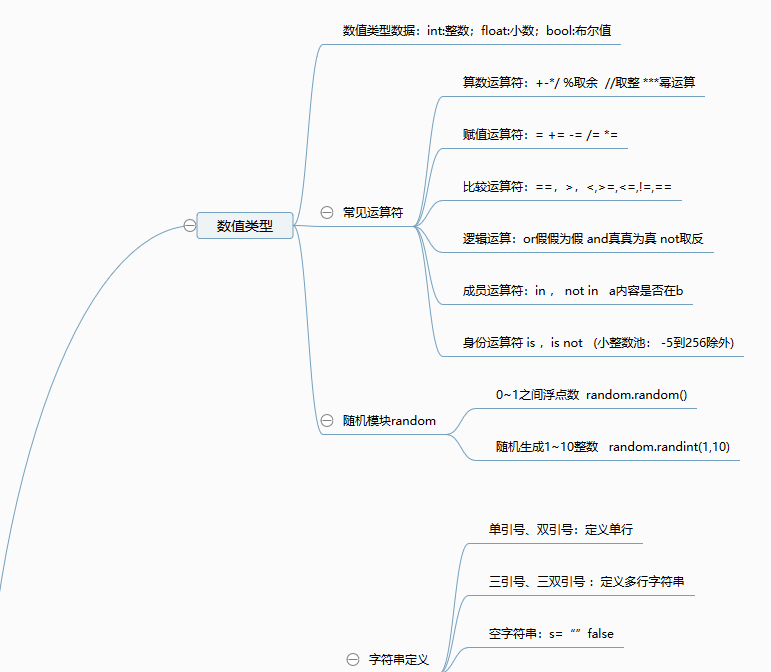 数值类型数据：int:整数；float:小数；bool:布尔值
算数运算符：+-*/ %取余  //取整 ***幂运算
赋值运算符：= += -= /= *=
比较运算符：==，>，<,>=,<=,!=,==
常见运算符
数值类型
逻辑运算：or假假为假 and真真为真 not取反
成员运算符：in， not in   a内容是否在b
身份运算符 is ，is not   (小整数池： -5到256除外)
0~1之间浮点数  random.random()
随机模块random
随机生成1~10整数   random.randint(1,10)
单引号、双引号：定义单行
三引号、三双引号 ：定义多行字符串
空字符串：s=“”false
字符串定义